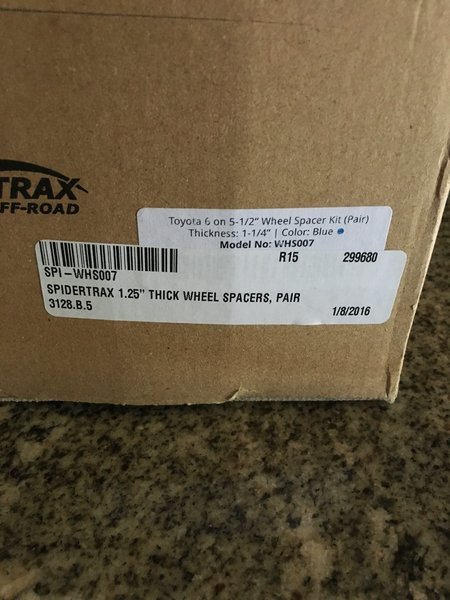 TRAX
FF-ROAD
Toyota 6 on 5-1/2" Wheel Spacer Kit (Pair)
Thickness: 1-1/4" | Color: Blue
Model No: WHS007
SPI-WHS007
R15 299680
SPIDERTRAX 1.25" THICK WHEEL SPACERS, PAIR
3128.B.5 1/8/2016